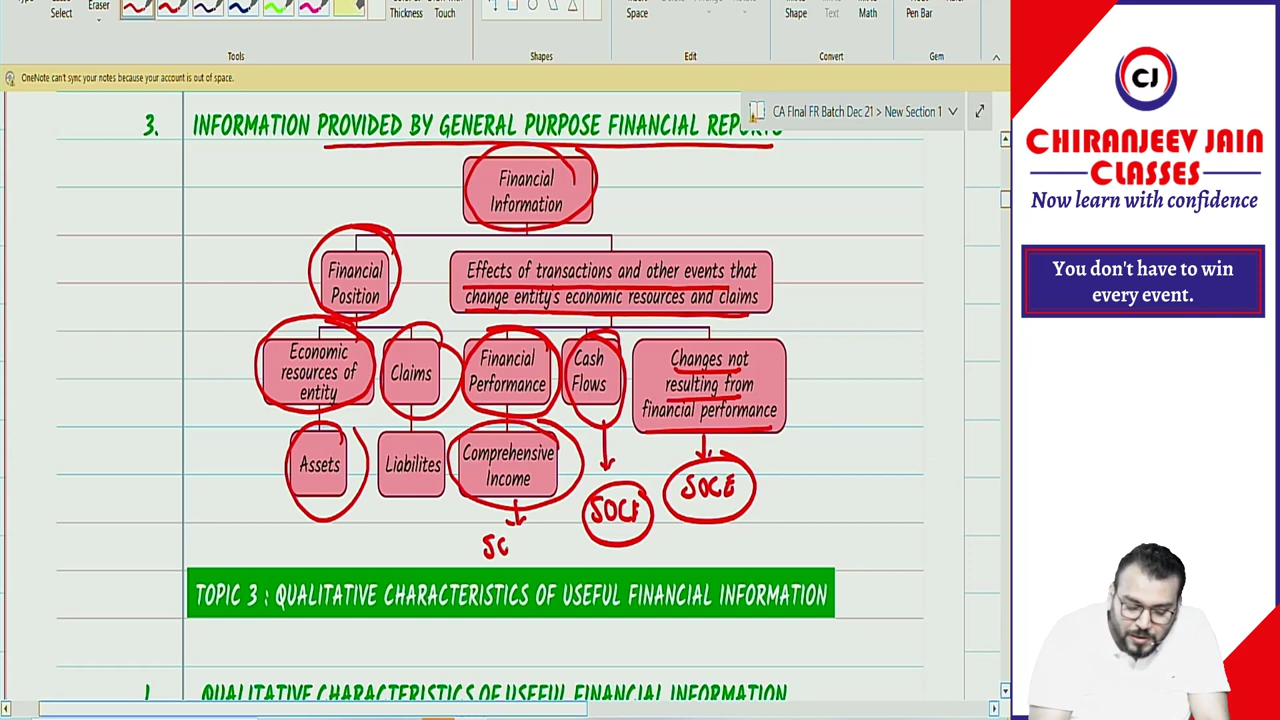 Select
Eraser
Thickness
Touch
Space
Shape
Text
Math
Pen Bar
Tools
Shapes
Edit
Convert
Gem
OneNote can't sync your notes because your account is out of space.
CA FInal FR Batch Dec 21 > New Section 1
3. INFORMATION PROVIDED BY GENERAL PURPOSE FINANCIAL REPORTS
Financial
Information
Financial
Position
Effects of transactions and other events that
change entity's economic resources and claims
Economic
resources of
entity
Claims
Financial
Performance
Cash
Flows
Changes not
resulting from
financial performance
Assets
Liabilites
Comprehensive
Income
SOCF
SOCE
SC
TOPIC 3 : QUALITATIVE CHARACTERISTICS OF USEFUL FINANCIAL INFORMATION
1. QUALITATIVE CHARACTERISTICS OF USEFUL FINANCIAL INFORMATION
CJ
CHIRANJEEV JAIN
CLASSES
Now learn with confidence
You don't have to win
every event.